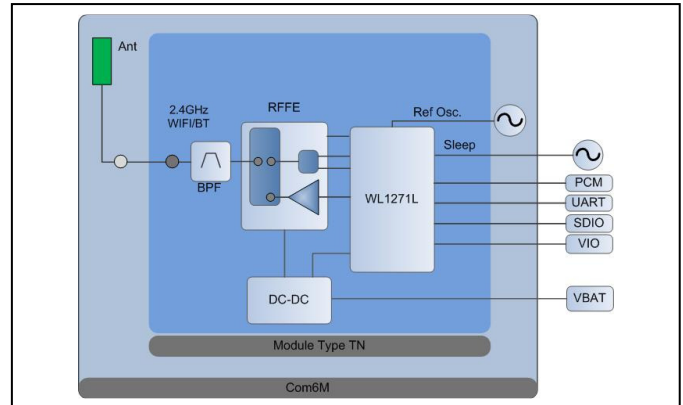 Ant
2.4GHz
WIFI/BT
RFFE
Ref Osc.
Sleep
BPF
WL1271L
PCM
UART
SDIO
VIO
DC-DC
VBAT
Module Type TN
Com6M